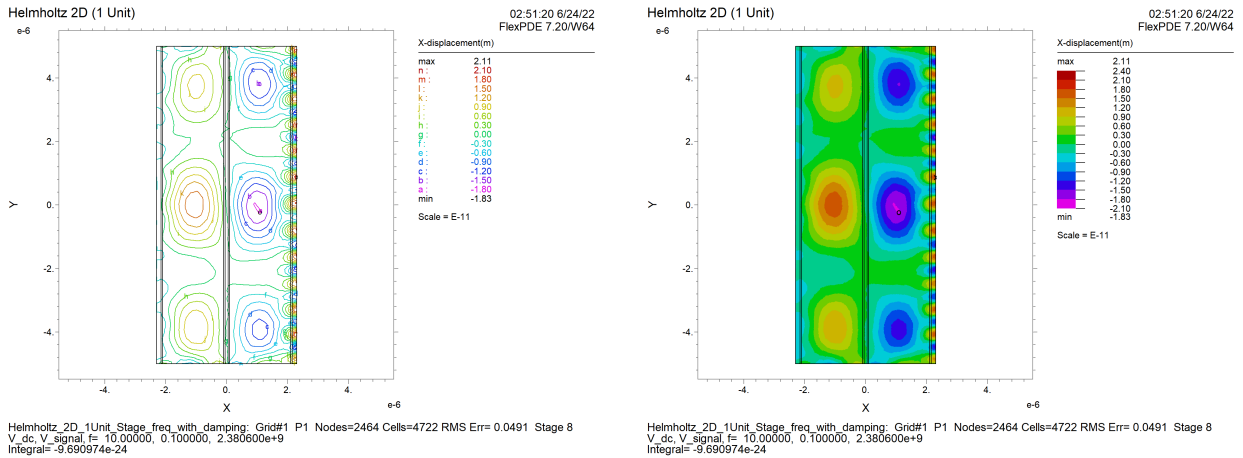 Helmholtz 2D (1 Unit)
02:51:20 6/24/22
FlexPDE 7.20/W64
e-6
X-displacement(m)
max 2.11
n : 2.10
m : 1.80
l : 1.50
k : 1.20
j : 0.90
i : 0.60
h : 0.30
g : 0.00
f : -0.30
e : -0.60
d : -0.90
c : -1.20
b : -1.50
a : -1.80
min -1.83
Scale = E-11
4.
2.
0.
-2.
-4.
Y
-4. -2. 0. 2. 4.
e-6
X
Helmholtz_2D_1Unit_Stage_freq_with_damping: Grid#1 P1 Nodes=2464 Cells=4722 RMS Err= 0.0491 Stage 8
V_dc, V_signal, f= 10.00000, 0.100000, 2.380600e+9
Integral= -9.690974e-24
Helmholtz 2D (1 Unit)
02:51:20 6/24/22
FlexPDE 7.20/W64
e-6
X-displacement(m)
max 2.11
2.40
2.10
1.80
1.50
1.20
0.90
0.60
0.30
0.00
-0.30
-0.60
-0.90
-1.20
-1.50
-1.80
-2.10
min -1.83
Scale = E-11
4.
2.
0.
-2.
-4.
Y
-4. -2. 0. 2. 4.
e-6
X
Helmholtz_2D_1Unit_Stage_freq_with_damping: Grid#1 P1 Nodes=2464 Cells=4722 RMS Err= 0.0491 Stage 8
V_dc, V_signal, f= 10.00000, 0.100000, 2.380600e+9
Integral= -9.690974e-24